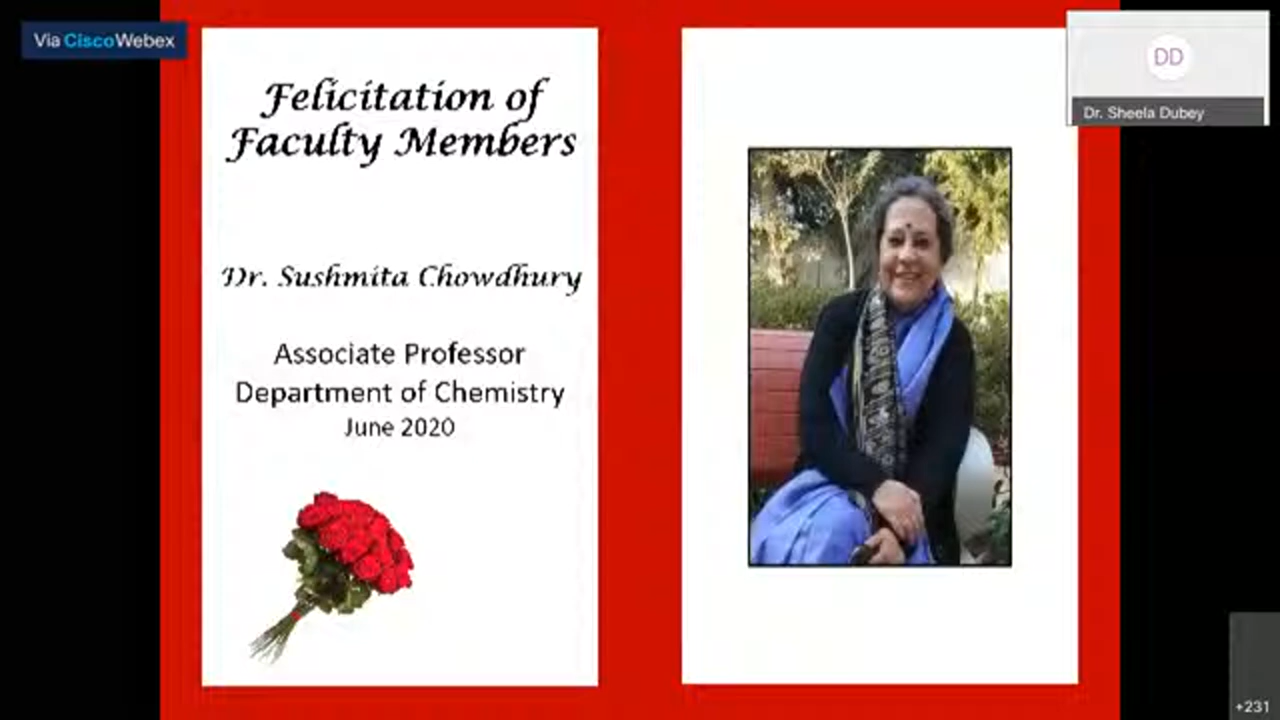 Via CiscoWebex
Felicitation of
Faculty Members
Dr. Sushmita Chowdhury
Associate Professor
Department of Chemistry
June 2020
DD
Dr. Sheela Dubey
+231